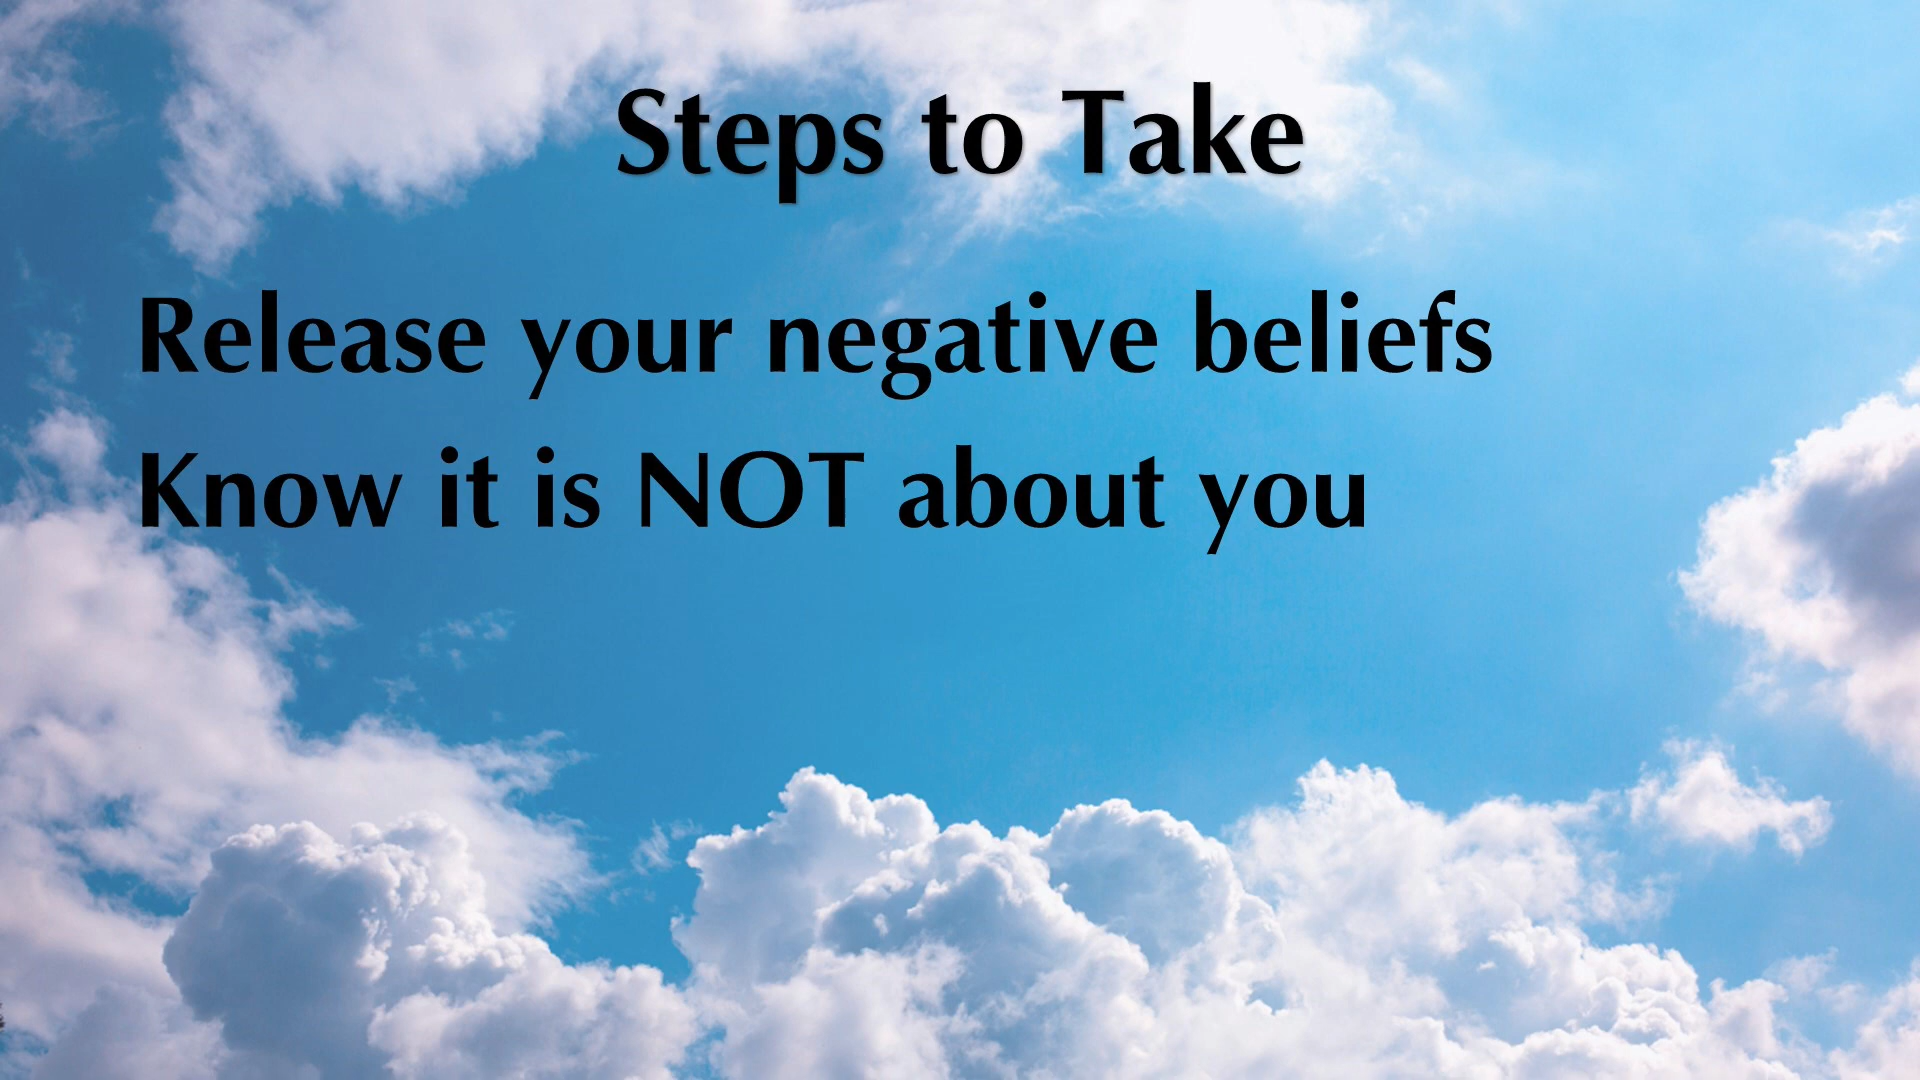 Steps to Take
Release your negative beliefs
Know it is NOT about you